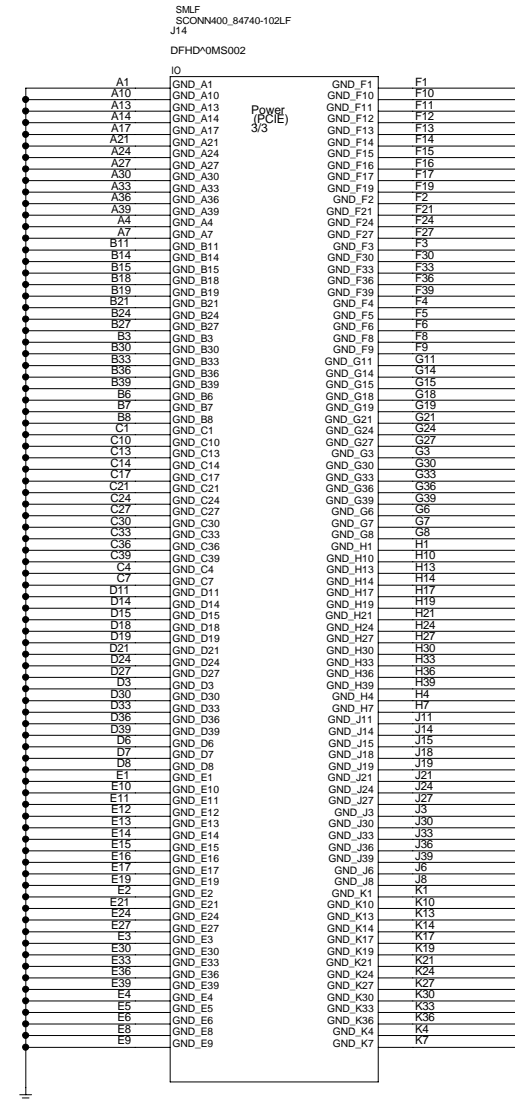 SMLF
SCONN400_84740-102LF
J14
DFHD^0MS002
IO
Power
(PCIE)
3/3
A1 GND_A1 GND_F1 F1
A10 GND_A10 GND_F10 F10
A13 GND_A13 GND_F11 F11
A14 GND_A14 GND_F12 F12
A17 GND_A17 GND_F13 F13
A21 GND_A21 GND_F14 F14
A24 GND_A24 GND_F15 F15
A27 GND_A27 GND_F16 F16
A30 GND_A30 GND_F17 F17
A33 GND_A33 GND_F19 F19
A36 GND_A36 GND_F2 F2
A39 GND_A39 GND_F21 F21
A4 GND_A4 GND_F24 F24
A7 GND_A7 GND_F27 F27
B11 GND_B11 GND_F3 F3
B14 GND_B14 GND_F30 F30
B15 GND_B15 GND_F33 F33
B18 GND_B18 GND_F36 F36
B19 GND_B19 GND_F39 F39
B21 GND_B21 GND_F4 F4
B24 GND_B24 GND_F5 F5
B27 GND_B27 GND_F6 F6
B3 GND_B3 GND_F8 F8
B30 GND_B30 GND_F9 F9
B33 GND_B33 GND_G11 G11
B36 GND_B36 GND_G14 G14
B39 GND_B39 GND_G15 G15
B6 GND_B6 GND_G18 G18
B7 GND_B7 GND_G19 G19
B8 GND_B8 GND_G21 G21
C1 GND_C1 GND_G24 G24
C10 GND_C10 GND_G27 G27
C13 GND_C13 GND_G3 G3
C14 GND_C14 GND_G30 G30
C17 GND_C17 GND_G33 G33
C21 GND_C21 GND_G36 G36
C24 GND_C24 GND_G39 G39
C27 GND_C27 GND_G6 G6
C30 GND_C30 GND_G7 G7
C33 GND_C33 GND_G8 G8
C36 GND_C36 GND_H1 H1
C39 GND_C39 GND_H10 H10
C4 GND_C4 GND_H13 H13
C7 GND_C7 GND_H14 H14
D11 GND_D11 GND_H17 H17
D14 GND_D14 GND_H19 H19
D15 GND_D15 GND_H21 H21
D18 GND_D18 GND_H24 H24
D19 GND_D19 GND_H27 H27
D21 GND_D21 GND_H30 H30
D24 GND_D24 GND_H33 H33
D27 GND_D27 GND_H36 H36
D3 GND_D3 GND_H39 H39
D30 GND_D30 GND_H4 H4
D33 GND_D33 GND_H7 H7
D36 GND_D36 GND_J11 J11
D39 GND_D39 GND_J14 J14
D6 GND_D6 GND_J15 J15
D7 GND_D7 GND_J18 J18
D8 GND_D8 GND_J19 J19
E1 GND_E1 GND_J21 J21
E10 GND_E10 GND_J24 J24
E11 GND_E11 GND_J27 J27
E12 GND_E12 GND_J3 J3
E13 GND_E13 GND_J30 J30
E14 GND_E14 GND_J33 J33
E15 GND_E15 GND_J36 J36
E16 GND_E16 GND_J39 J39
E17 GND_E17 GND_J6 J6
E19 GND_E19 GND_J8 J8
E2 GND_E2 GND_K1 K1
E21 GND_E21 GND_K10 K10
E24 GND_E24 GND_K13 K13
E27 GND_E27 GND_K14 K14
E3 GND_E3 GND_K17 K17
E30 GND_E30 GND_K19 K19
E33 GND_E33 GND_K21 K21
E36 GND_E36 GND_K24 K24
E39 GND_E39 GND_K27 K27
E4 GND_E4 GND_K30 K30
E5 GND_E5 GND_K33 K33
E6 GND_E6 GND_K36 K36
E8 GND_E8 GND_K4 K4
E9 GND_E9 GND_K7 K7